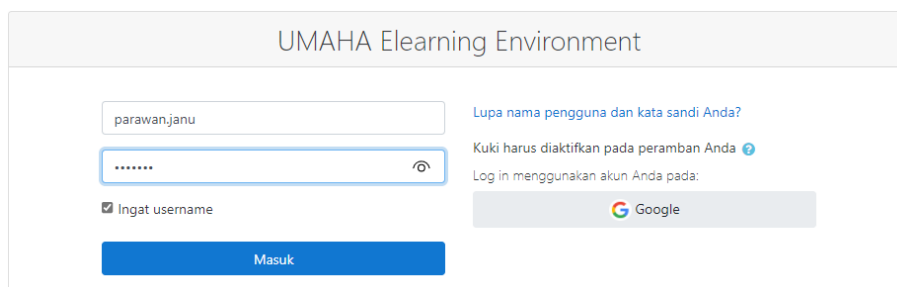 UMAHA Elearning Environment
parawan.janu
•••••••
Ingat username
Masuk
Lupa nama pengguna dan kata sandi Anda?
Kuki harus diaktifkan pada peramban Anda ?
Log in menggunakan akun Anda pada:
Google